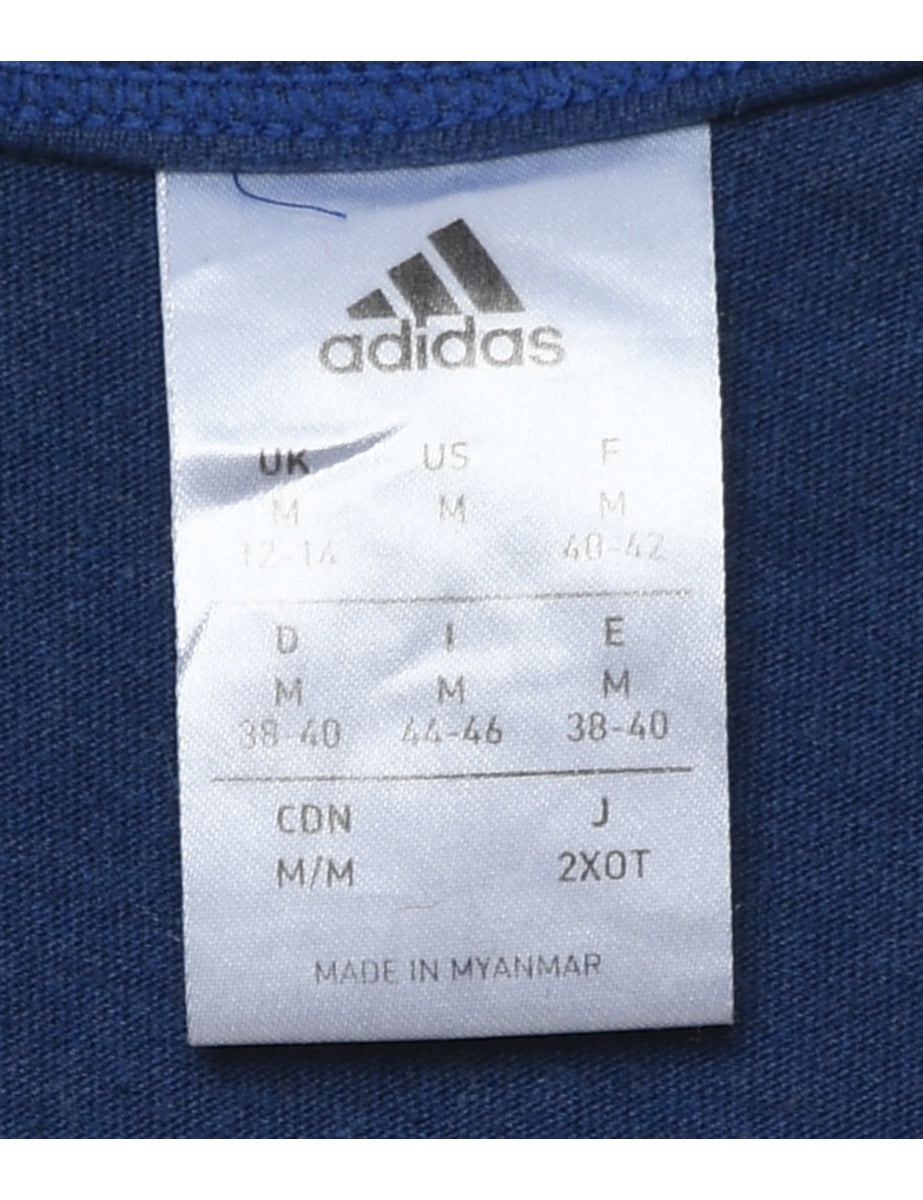 adidas
UK US F
M M M
12-14 40-42
D I E
M M M
38-40 44-46 38-40
CDN J
M/M 2XOT
MADE IN MYANMAR